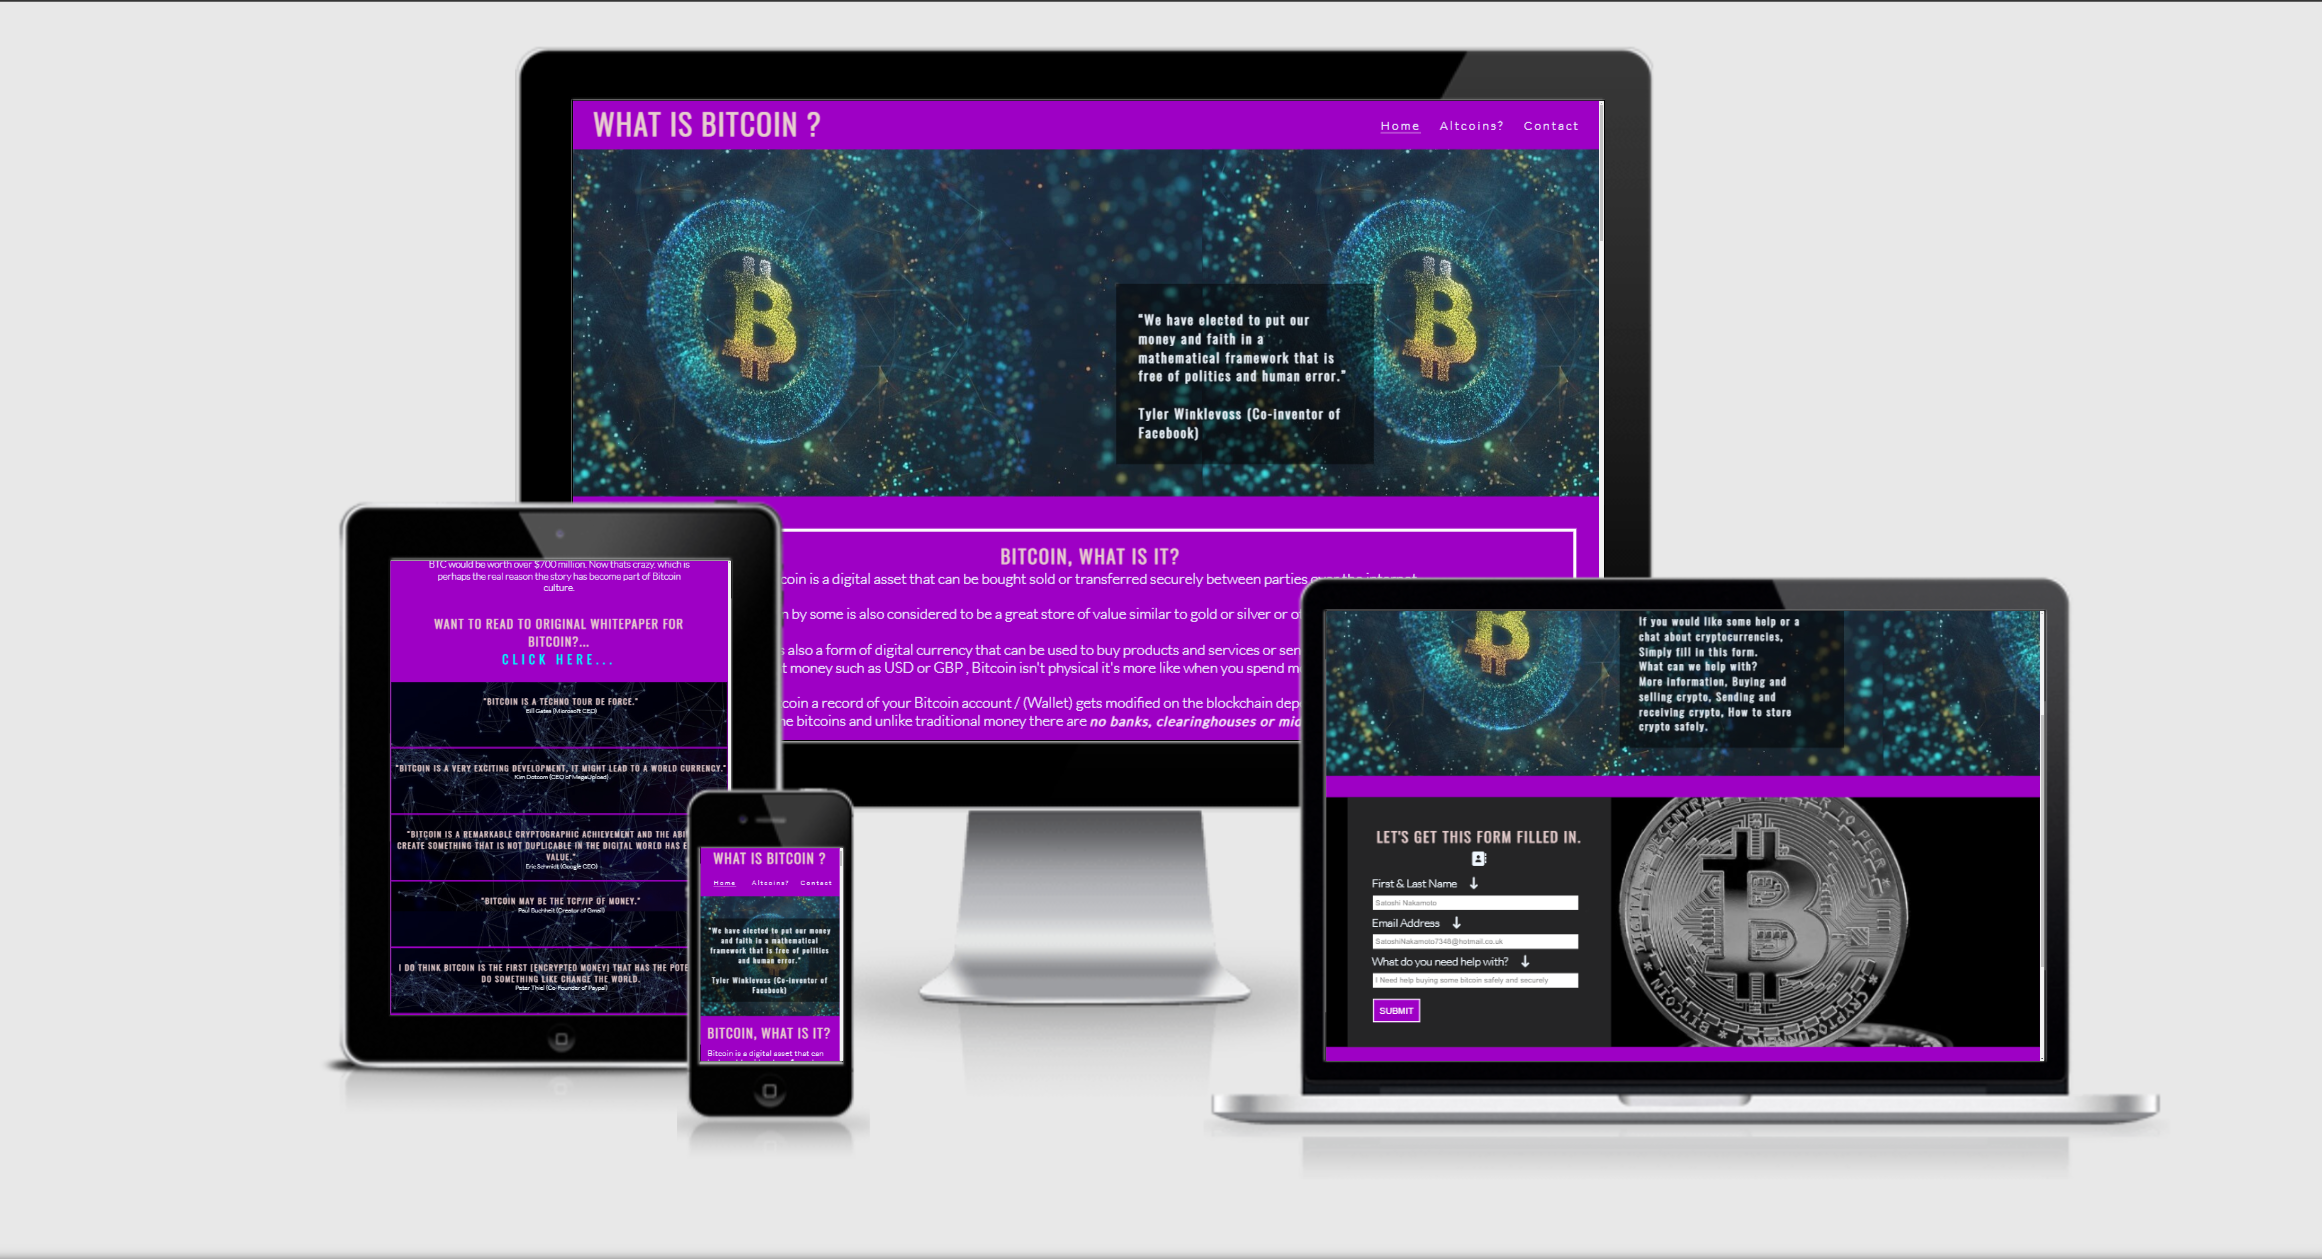 WHAT IS BITCOIN ?
Home Altcoins? Contact
"We have elected to put our
money and faith in a
mathematical framework that is
free of politics and human error."
Tyler Winklevoss (Co-inventor of
Facebook)
BITCOIN, WHAT IS IT?
coin is a digital asset that can be bought sold or transferred securely between parties over the internet
n by some is also considered to be a great store of value similar to gold or silver or
s also a form of digital currency that can be used to buy products and services or sen
t money such as USD or GBP , Bitcoin isn't physical it's more like when you spend m
coin a record of your Bitcoin account / (Wallet) gets modified on the blockchain dep
e bitcoins and unlike traditional money there are no banks, clearinghouses or mid
BTC would be worth over $700 million. Now thats crazy. which is
perhaps the real reason the story has become part of Bitcoin
culture.
WANT TO READ TO ORIGINAL WHITEPAPER FOR
BITCOIN?...
CLICK HERE...
"BITCOIN IS A TECHNO TOUR DE FORCE."
Bill Gates (Microsoft CEO)
"BITCOIN IS A VERY EXCITING DEVELOPMENT, IT MIGHT LEAD TO A WORLD CURRENCY."
Kim Dotcom (CEO of MegaUpload)
"BITCOIN IS A REMARKABLE CRYPTOGRAPHIC ACHIEVEMENT AND THE ABI
CREATE SOMETHING THAT IS NOT DUPLICABLE IN THE DIGITAL WORLD HAS E
VALUE."
Eric Schmidt (Google CEO)
"BITCOIN MAY BE THE TCP/IP OF MONEY."
Paul Buchheit (Creator of Gmail)
I DO THINK BITCOIN IS THE FIRST [ENCRYPTED MONEY] THAT HAS THE POTE
DO SOMETHING LIKE CHANGE THE WORLD.
Peter Thiel (Co-Founder of Paypal)
WHAT IS BITCOIN ?
Home Altcoins? Contact
"We have elected to put our money
and faith in a mathematical
framework that is free of politics
and human error."
Tyler Winklevoss (Co-inventor of
Facebook)
BITCOIN, WHAT IS IT?
Bitcoin is a digital asset that can
If you would like some help or a
chat about cryptocurrencies,
Simply fill in this form.
What can we help with?
More Information, Buying and
selling crypto, Sending and
receiving crypto, How to store
crypto safely.
LET'S GET THIS FORM FILLED IN.
First & Last Name
Satoshi Nakamoto
Email Address
SatoshiNakamoto7348@hotmail.co.uk
What do you need help with?
I Need help buying some bitcoin safely and securely
SUBMIT
DECENTRAL
TO PEER
* BITCOIN *
CRYPTOCURRENCY